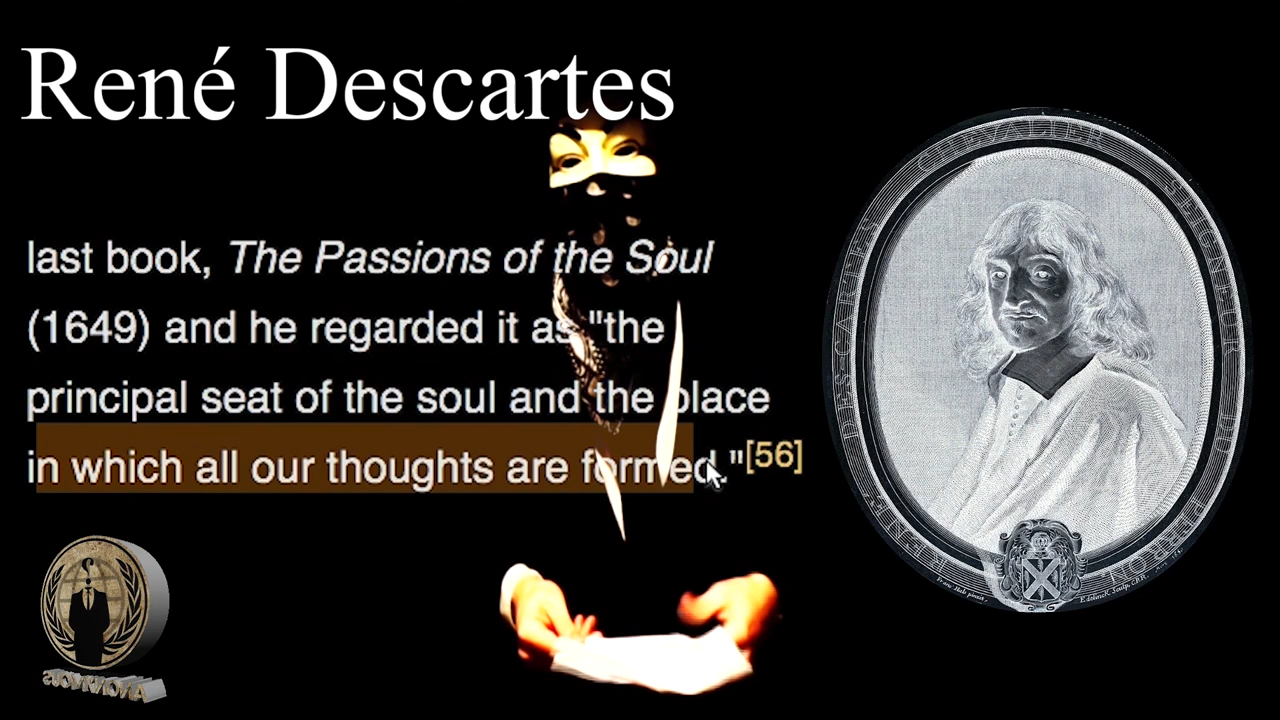 René Descartes
last book, The Passions of the Soul
(1649) and he regarded it as "the
principal seat of the soul and the place
in which all our thoughts are formed."[56]
ANONYMOUS